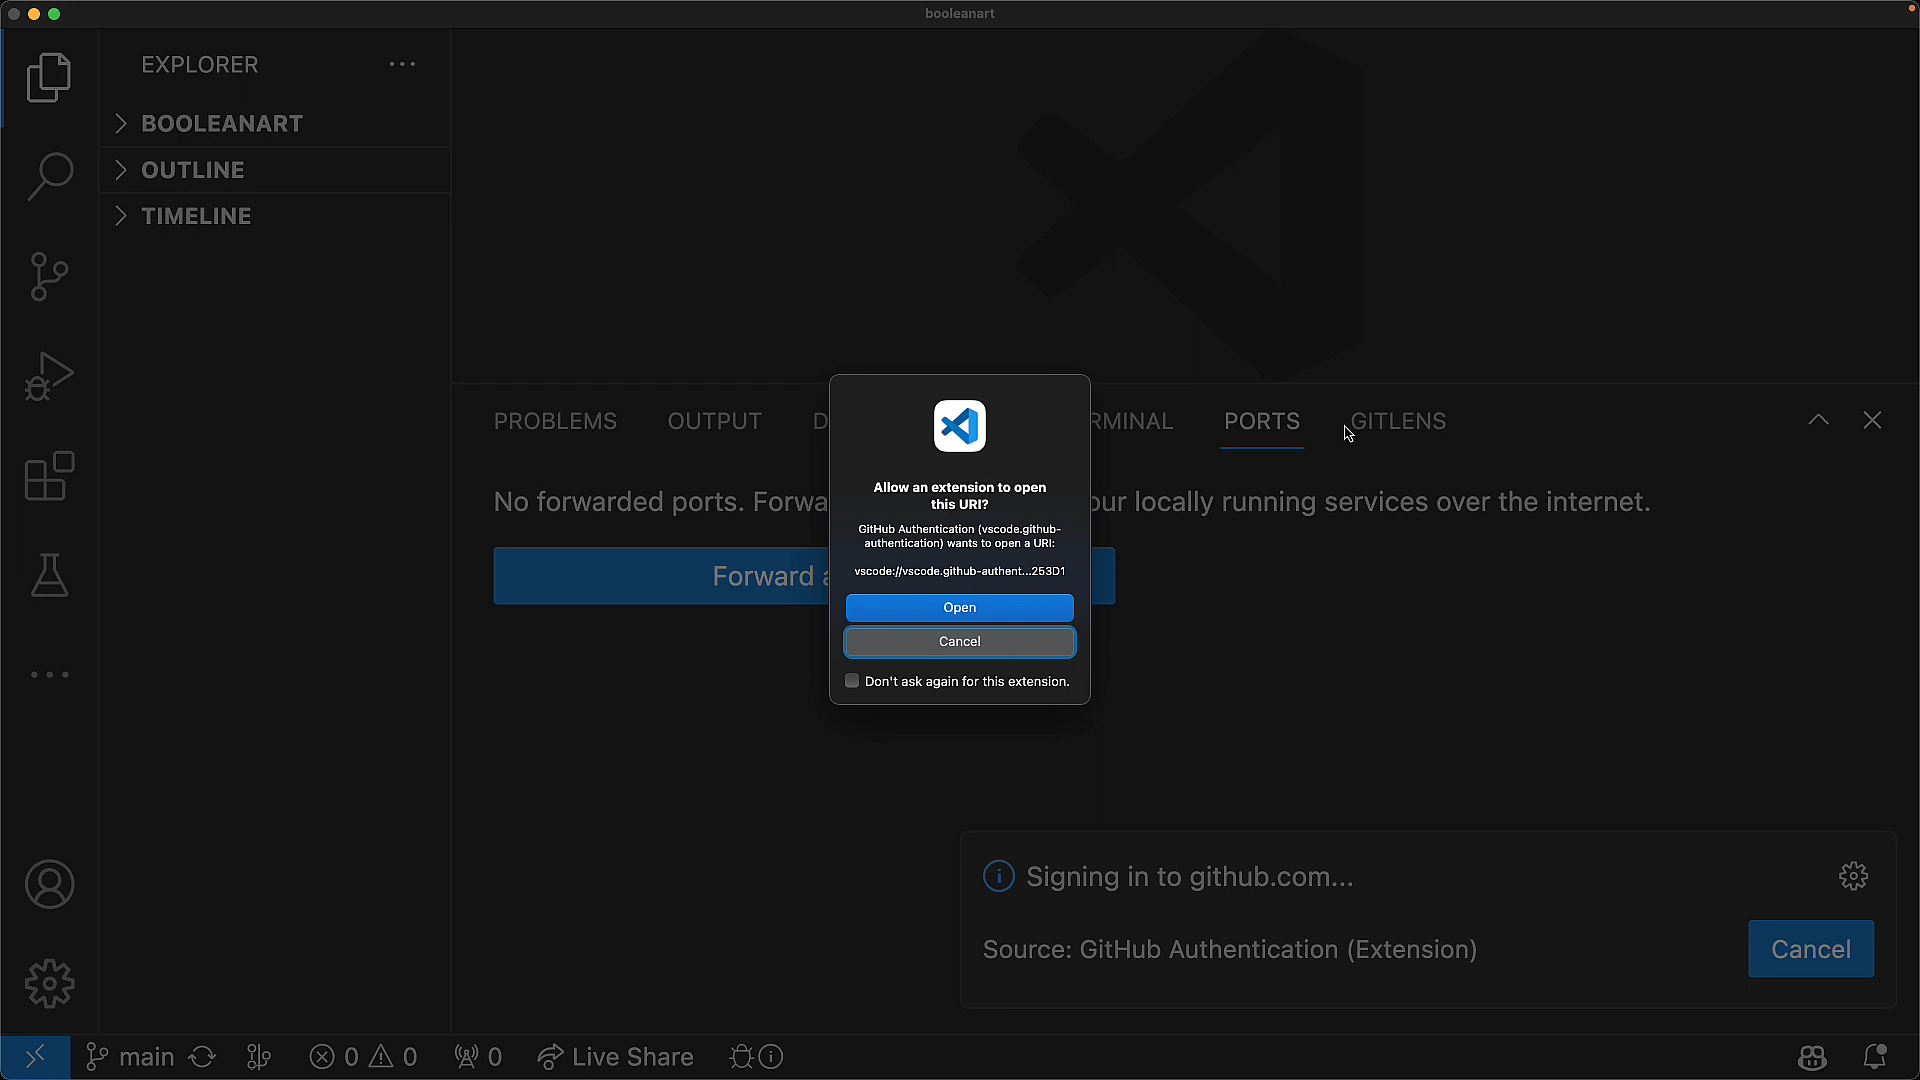 booleanart
EXPLORER
BOOLEANART
OUTLINE
TIMELINE
PROBLEMS OUTPUT D RMINAL PORTS GITLENS
No forwarded ports. Forwa our locally running services over the internet.
Forward a
Allow an extension to open
this URI?
GitHub Authentication (vscode.github-
authentication) wants to open a URI:
vscode://vscode.github-authent...253D1
Open
Cancel
Don't ask again for this extension.
Signing in to github.com...
Source: GitHub Authentication (Extension)
Cancel
main 0 0 0 Live Share